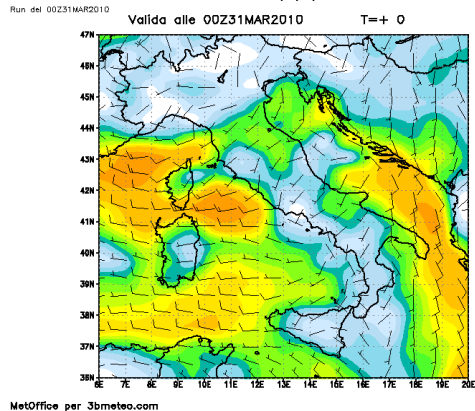 Run del 00Z31MAR2010
Valida alle 00Z31MAR2010 T=+ 0
47N
46N
45N
44N
43N
42N
41N
40N
39N
38N
37N
36N
6E 7E 8E 9E 10E 11E 12E 13E 14E 15E 16E 17E 18E 19E 20E
MetOffice per 3bmeteo.com